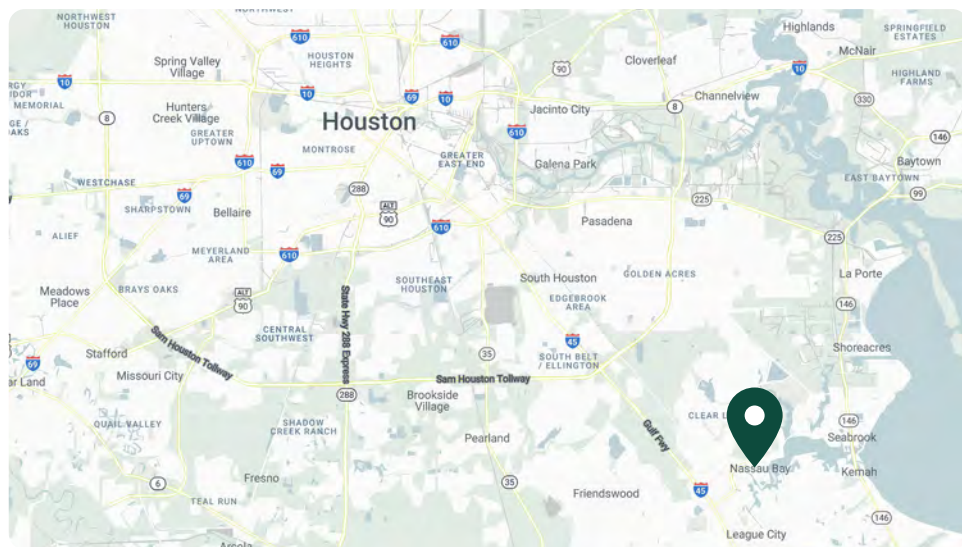 NORTHWEST
HOUSTON
Highlands
SPRINGFIELD
ESTATES
610
610
McNair
Spring Valley
Village
HOUSTON
HEIGHTS
90
Cloverleaf
10
HIGHLAND
FARMS
10
10
69
10
MEMORIAL
Hunters
Creek Village
Jacinto City
8
Channelview
330
8
Houston
GREATER
UPTOWN
610
146
MONTROSE
610
69
GREATER
EAST END
Galena Park
Baytown
WESTCHASE
69
288
EAST BAYTOWN
99
SHARPSTOWN
Bellaire
ALT
90
Pasadena
225
ALIEF
610
225
MEYERLAND
AREA
610
La Porte
SOUTHEAST
HOUSTON
South Houston
GOLDEN ACRES
Meadows
Place
BRAYS OAKS
ALT
90
EDGEBROOK
AREA
146
State Hwy 288 Express
CENTRAL
SOUTHWEST
45
Shoreacres
Sam Houston Tollway
Stafford
35
SOUTH BELT
/ ELLINGTON
69
Missouri City
Sam Houston Tollway
288
Brookside
Village
CLEAR L
146
QUAIL VALLEY
SHADOW
CREEK RANCH
Gulf Fwy
Pearland
Seabrook
Nassau Bay
Kemah
Fresno
6
35
45
TEAL RUN
Friendswood
146
League City